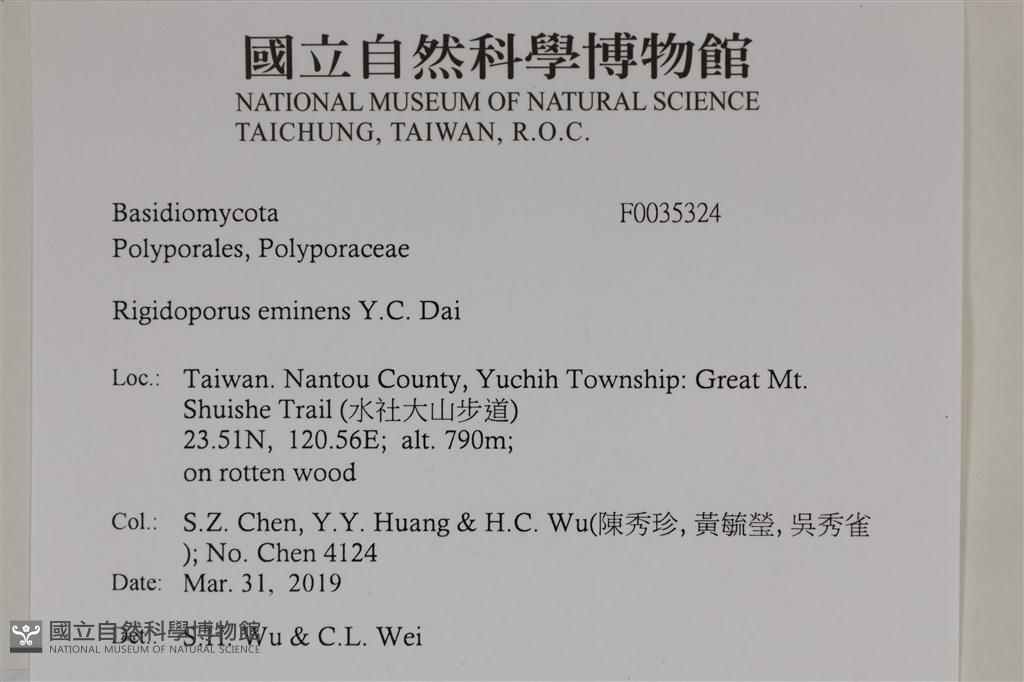 國立自然科學博物館
NATIONAL MUSEUM OF NATURAL SCIENCE
TAICHUNG, TAIWAN, R.O.C.
Basidiomycota F0035324
Polyporales, Polyporaceae
Rigidoporus eminens Y.C. Dai
Loc.: Taiwan. Nantou County, Yuchih Township: Great Mt.
Shuishe Trail (水社大山步道)
23.51N, 120.56E; alt. 790m;
on rotten wood
Col.: S.Z. Chen, Y.Y. Huang & H.C. Wu(陳秀珍, 黃毓瑩, 吳秀雀
); No. Chen 4124
Date: Mar. 31, 2019
Det.: S.H. Wu & C.L. Wei
國立自然科學博物館
NATIONAL MUSEUM OF NATURAL SCIENCE